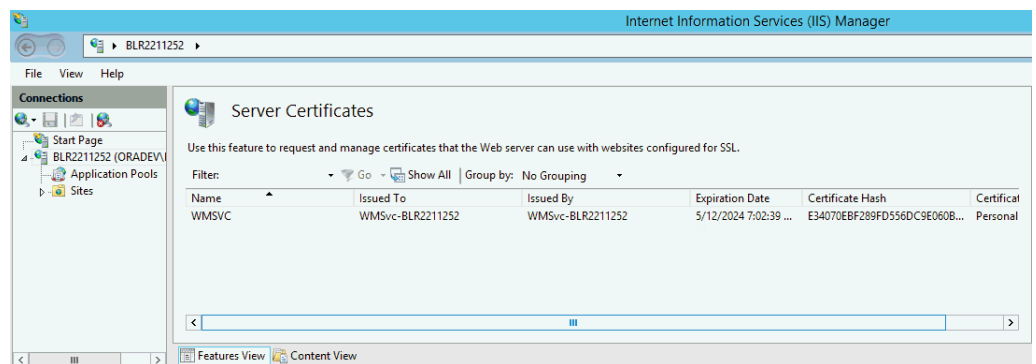 Internet Information Services (IIS) Manager
BLR2211252
File View Help
Connections
Start Page
BLR2211252 (ORADEV\
Application Pools
Sites
Server Certificates
Use this feature to request and manage certificates that the Web server can use with websites configured for SSL.
Filter: Go Show All Group by: No Grouping
Name Issued To Issued By Expiration Date Certificate Hash Certificat
WMSVC WMSvc-BLR2211252 WMSvc-BLR2211252 5/12/2024 7:02:39 ... E34070EBF289FD556DC9E060B... Personal
Features View Content View